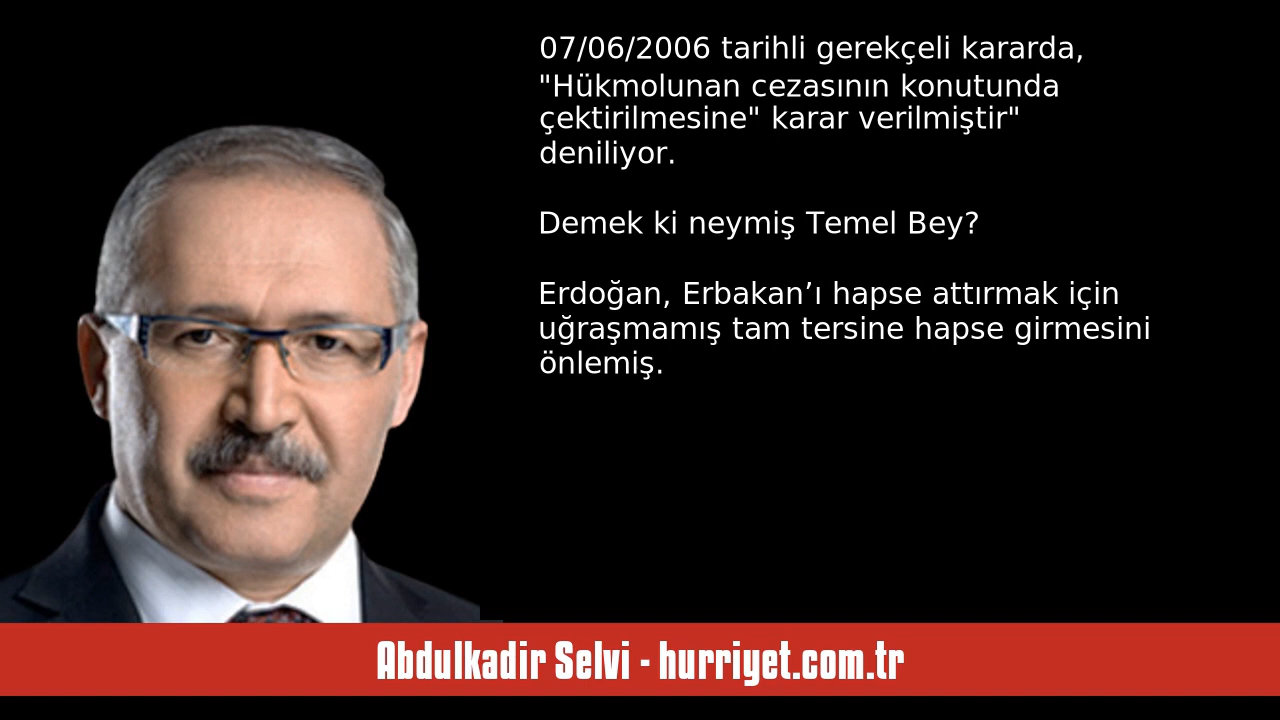 07/06/2006 tarihli gerekçeli kararda,
"Hükmolunan cezasının konutunda
çektirilmesine" karar verilmiştir"
deniliyor.
Demek ki neymiş Temel Bey?
Erdoğan, Erbakan’ı hapse attırmak için
uğraşmamış tam tersine hapse girmesini
önlemiş.
Abdulkadir Selvi - hurriyet.com.tr